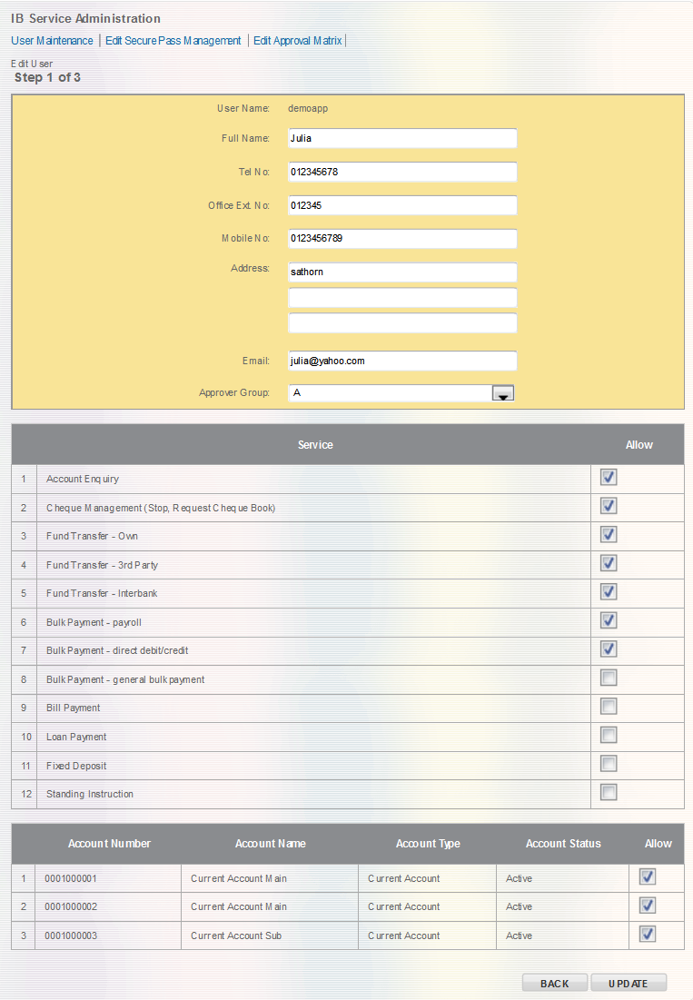 IB Service Administration
User Maintenance | Edit Secure Pass Management | Edit Approval Matrix |
Edit User
Step 1 of 3
User Name: demoapp
Full Name: Julia
Tel No: 012345678
Office Ext. No: 012345
Mobile No: 0123456789
Address: sathorn
Email: julia@yahoo.com
Approver Group: A
Service Allow
1 Account Enquiry
2 Cheque Management (Stop, Request Cheque Book)
3 Fund Transfer - Own
4 Fund Transfer - 3rd Party
5 Fund Transfer - Interbank
6 Bulk Payment - payroll
7 Bulk Payment - direct debit/credit
8 Bulk Payment - general bulk payment
9 Bill Payment
10 Loan Payment
11 Fixed Deposit
12 Standing Instruction
Account Number Account Name Account Type Account Status Allow
1 0001000001 Current Account Main Current Account Active
2 0001000002 Current Account Main Current Account Active
3 0001000003 Current Account Sub Current Account Active
BACK UPDATE